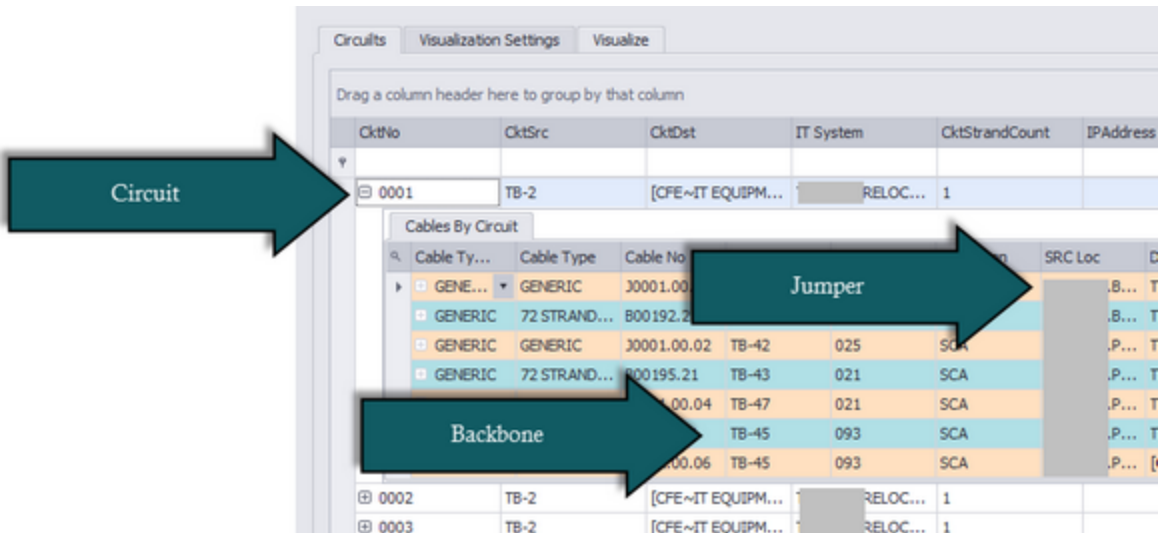 Circuilts Visualization Settings Visualize
Drag a column header here to group by that column
CktNo CktSrc CktDst IT System CktStrandCount IPAddress
Circuit
0001 TB-2 [CFE~IT EQUIPM... RELOC... 1
Cables By Circuit
Cable Ty... Cable Type Cable No SRC Loc
Jumper
GENE... GENERIC J0001.00. .B...
GENERIC 72 STRAND... B00192.2 .B...
GENERIC GENERIC J0001.00.02 TB-42 025 SCA .P...
GENERIC 72 STRAND... B00195.21 TB-43 021 SCA .P...
.00.04 TB-47 021 SCA .P...
Backbone
TB-45 093 SCA .P...
.00.06 TB-45 093 SCA .P...
0002 TB-2 [CFE~IT EQUIPM... RELOC... 1
0003 TB-2 [CFE~IT EQUIPM... RELOC... 1